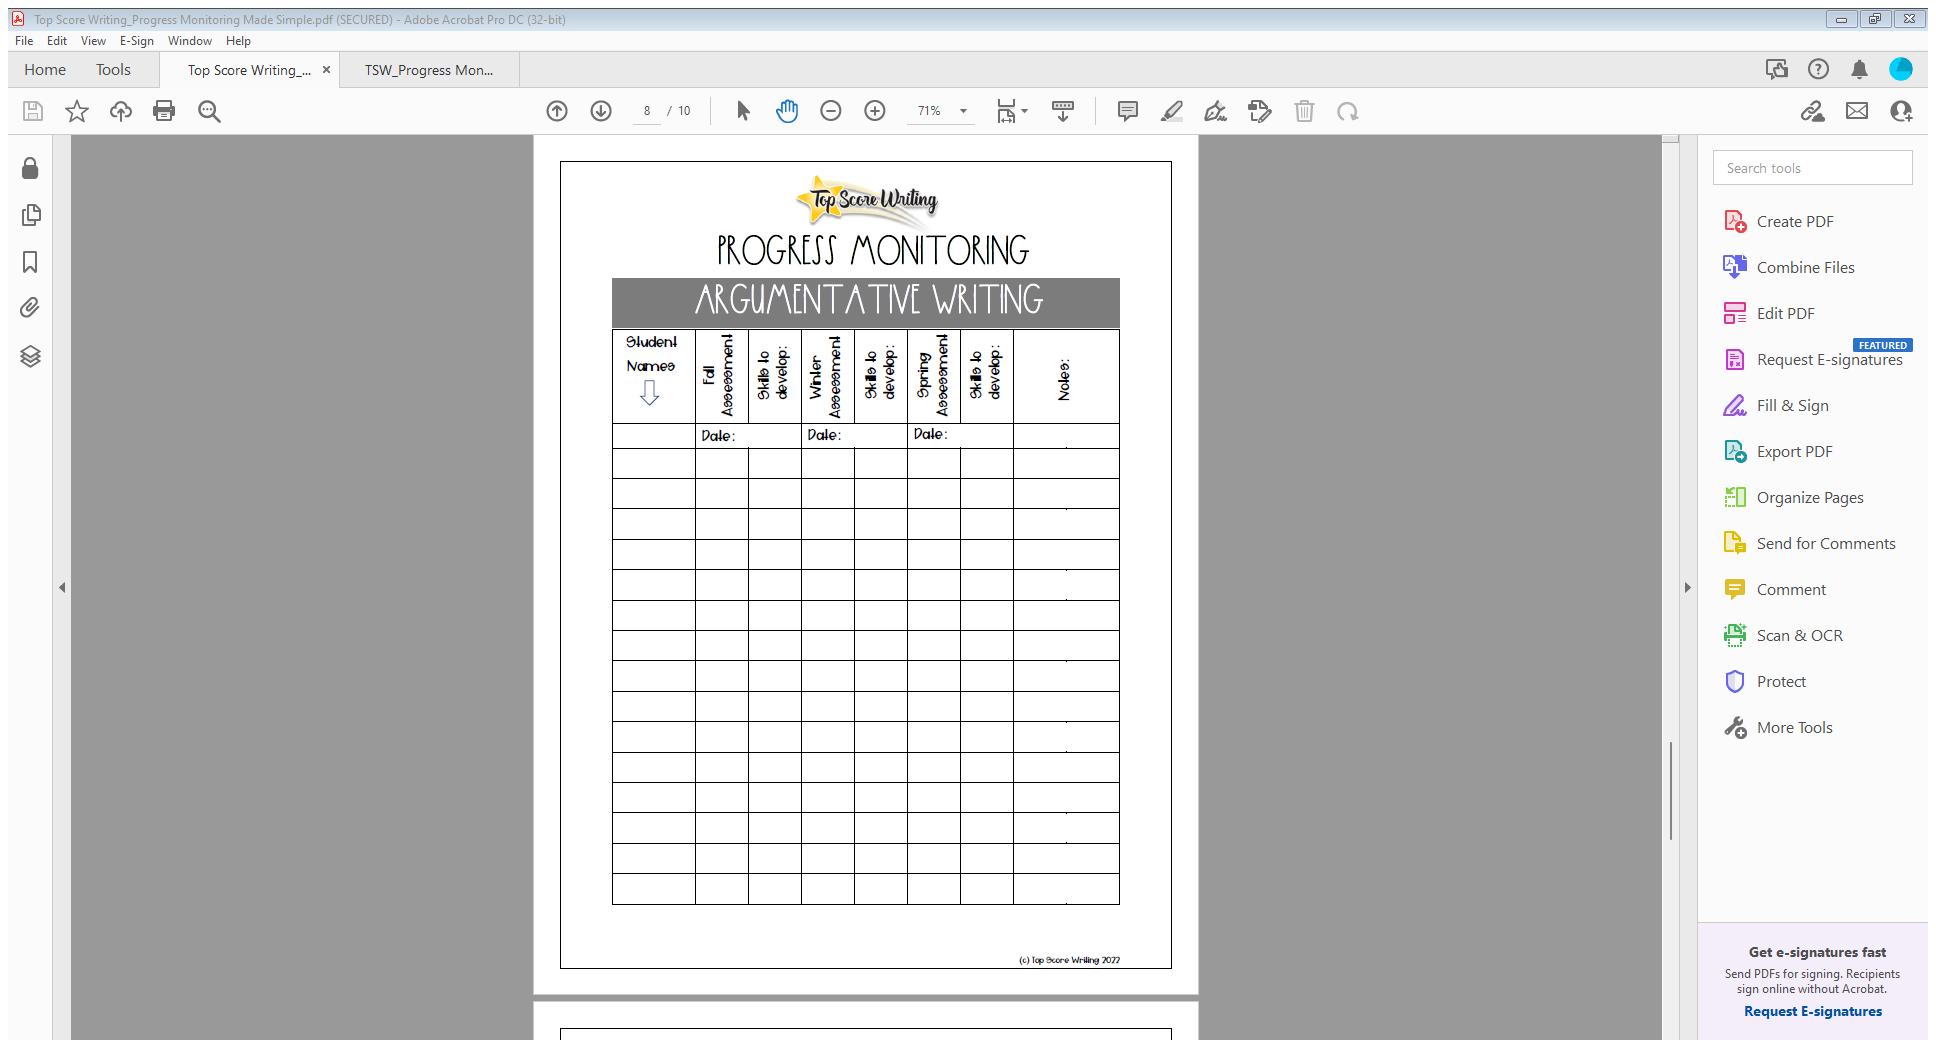 Top Score Writing_Progress Monitoring Made Simple.pdf (SECURED) - Adobe Acrobat Pro DC (32-bit)
File Edit View E-Sign Window Help
Home Tools Top Score Writing_... × TSW_Progress Mon...
8 / 10 71%
Search tools
Top Score Writing
PROGRESS MONITORING
ARGUMENTATIVE WRITING
Student
Names
Fall
Assessment
Skills to
develop:
Winter
Assessment
Skills to
develop:
Spring
Assessment
Skills to
develop:
Notes:
Date: Date: Date:
(c) Top Score Writing 2022
Create PDF
Combine Files
Edit PDF
FEATURED
Request E-signatures
Fill & Sign
Export PDF
Organize Pages
Send for Comments
Comment
Scan & OCR
Protect
More Tools
Get e-signatures fast
Send PDFs for signing. Recipients
sign online without Acrobat.
Request E-signatures